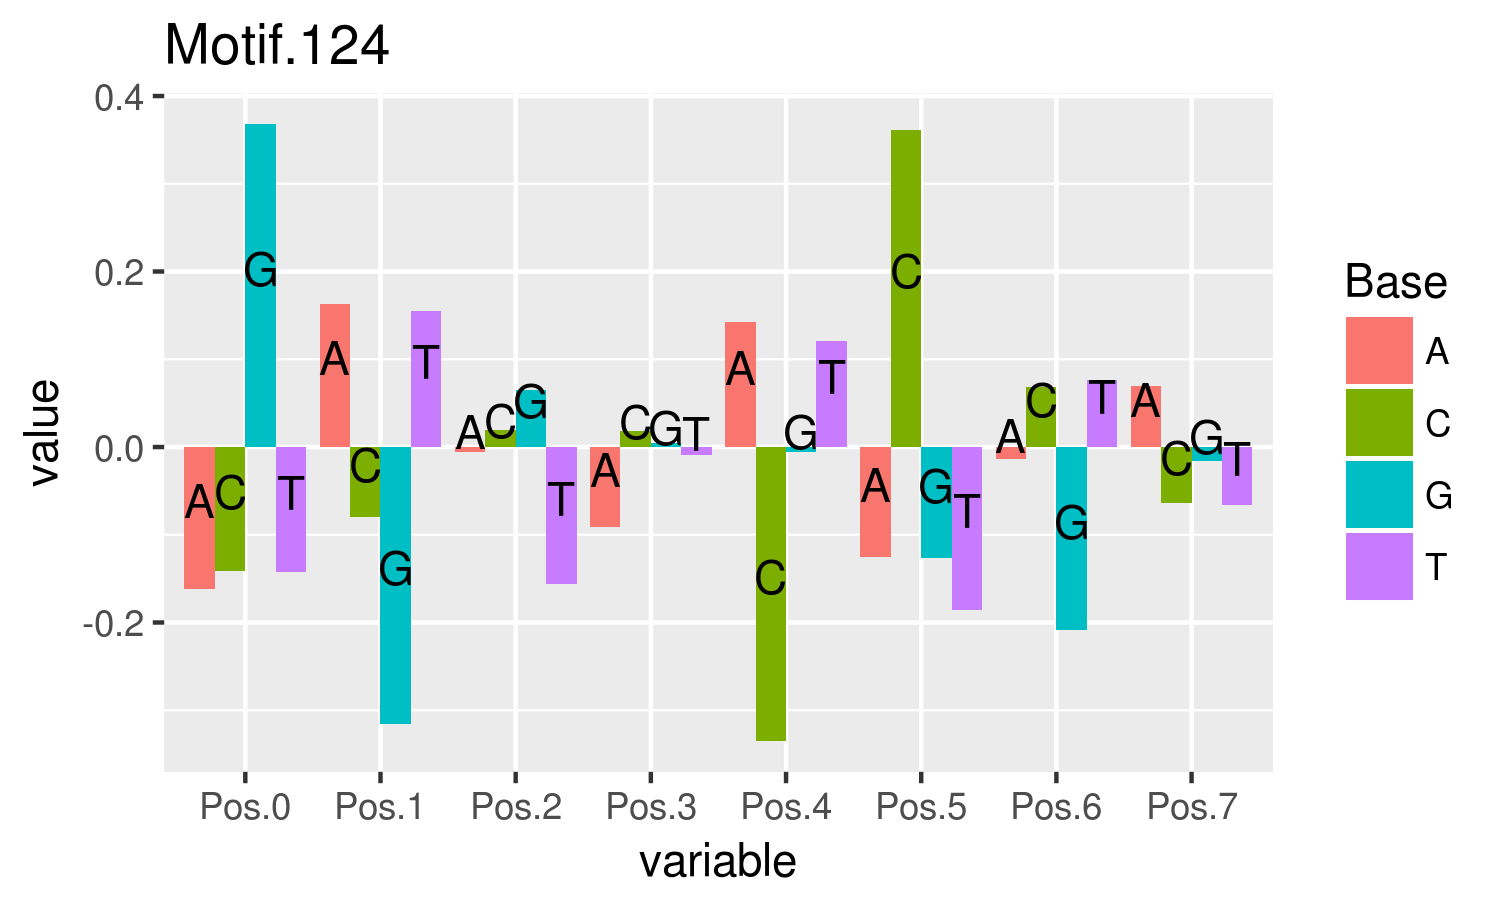 Motif.124
0.4
0.2
0.0
-0.2
value
A C G T
A C G T
A C G T
A C G T
A C G T
A C G T
A C G T
A C G T
Pos.0 Pos.1 Pos.2 Pos.3 Pos.4 Pos.5 Pos.6 Pos.7
variable
Base
A
C
G
T